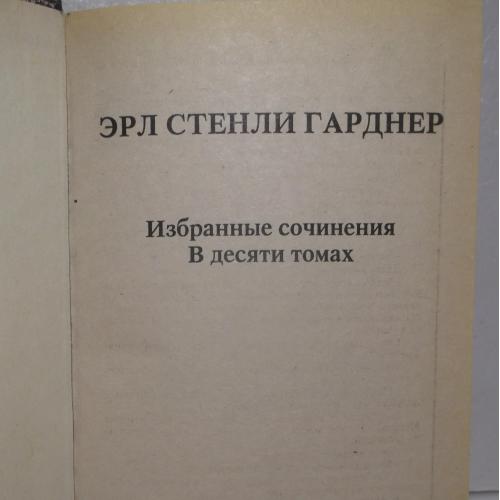 ЭРЛ СТЕНЛИ ГАРДНЕР
Избранные сочинения
В десяти томах